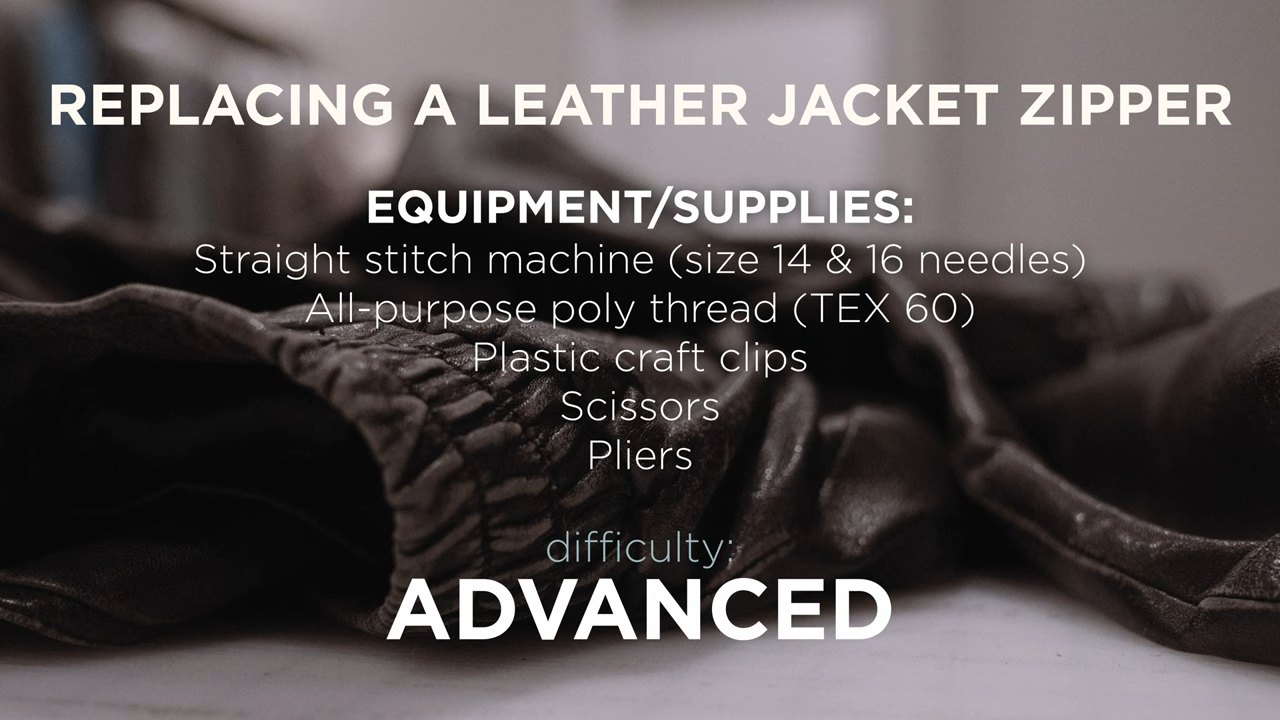 REPLACING A LEATHER JACKET ZIPPER
EQUIPMENT/SUPPLIES:
Straight stitch machine (size 14 & 16 needles)
All-purpose poly thread (TEX 60)
Plastic craft clips
Scissors
Pliers
difficulty:
ADVANCED